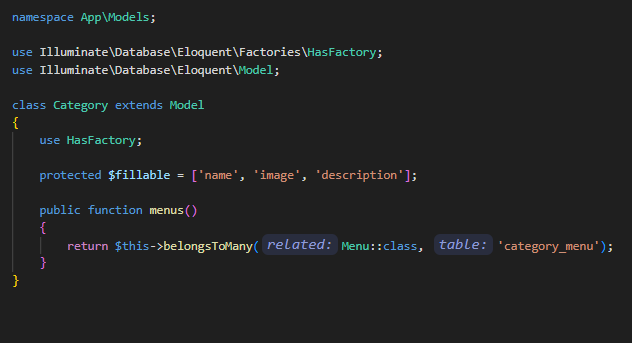 namespace App\Models;
use Illuminate\Database\Eloquent\Factories\HasFactory;
use Illuminate\Database\Eloquent\Model;
class Category extends Model
{
use HasFactory;
protected $fillable = ['name', 'image', 'description'];
public function menus()
{
return $this->belongsToMany(related: Menu::class, table: 'category_menu');
}
}